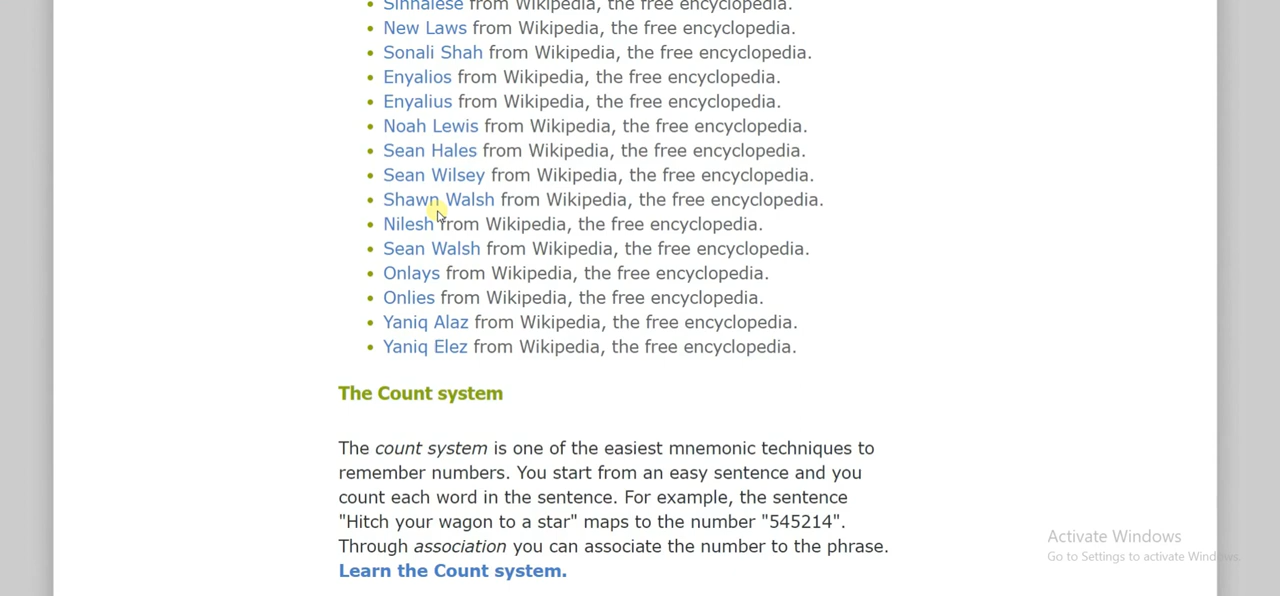 Sinhalese from Wikipedia, the free encyclopedia.
New Laws from Wikipedia, the free encyclopedia.
Sonali Shah from Wikipedia, the free encyclopedia.
Enyalios from Wikipedia, the free encyclopedia.
Enyalius from Wikipedia, the free encyclopedia.
Noah Lewis from Wikipedia, the free encyclopedia.
Sean Hales from Wikipedia, the free encyclopedia.
Sean Wilsey from Wikipedia, the free encyclopedia.
Shawn Walsh from Wikipedia, the free encyclopedia.
Nilesh from Wikipedia, the free encyclopedia.
Sean Walsh from Wikipedia, the free encyclopedia.
Onlays from Wikipedia, the free encyclopedia.
Onlies from Wikipedia, the free encyclopedia.
Yaniq Alaz from Wikipedia, the free encyclopedia.
Yaniq Elez from Wikipedia, the free encyclopedia.
The Count system
The count system is one of the easiest mnemonic techniques to
remember numbers. You start from an easy sentence and you
count each word in the sentence. For example, the sentence
"Hitch your wagon to a star" maps to the number "545214".
Through association you can associate the number to the phrase.
Learn the Count system.
Activate Windows
Go to Settings to activate Windows.